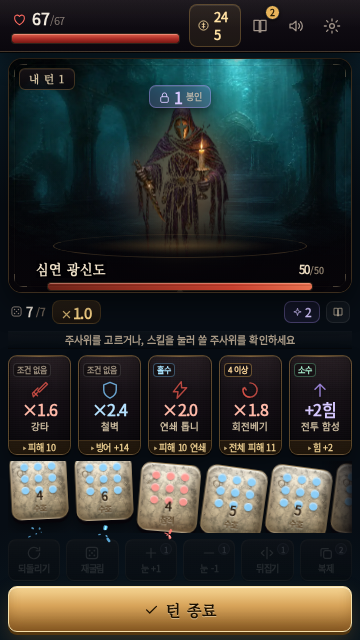 67/67
24
5
2
내 턴 1
1 봉인
심연 광신도
50/50
7 /7
×1.0
2
주사위를 고르거나, 스킬을 눌러 쓸 주사위를 확인하세요
조건 없음
×1.6
강타
▸피해 10
조건 없음
×2.4
철벽
▸방어 +14
홀수
×2.0
연쇄 톱니
▸피해 10 연쇄
4 이상
×1.8
회전베기
▸전체 피해 11
소수
+2힘
전투 함성
▸힘 +2
4
6
4
5
5
되돌리기
재굴림
눈 +1
1
눈 -1
1
뒤집기
1
복제
2
턴 종료